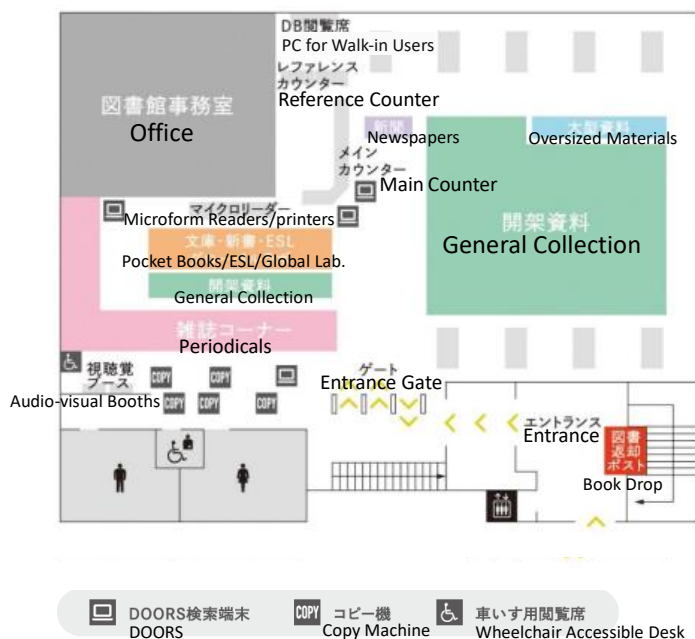 DB閲覧席
PC for Walk-in Users
レファレンス
カウンター
Reference Counter
図書館事務室
Office
新聞
Newspapers
大型資料
Oversized Materials
メイン
カウンター
Main Counter
マイクロリーダー
Microform Readers/printers
文庫・新書・ESL
Pocket Books/ESL/Global Lab.
開架資料
General Collection
開架資料
General Collection
雑誌コーナー
Periodicals
視聴覚
ブース
Audio-visual Booths
COPY
COPY
COPY
COPY
COPY
ゲート
Entrance Gate
エントランス
Entrance
図書
返却
ポスト
Book Drop
DOORS検索端末
DOORS
COPY
コピー機
Copy Machine
車いす用閲覧席
Wheelchair Accessible Desk